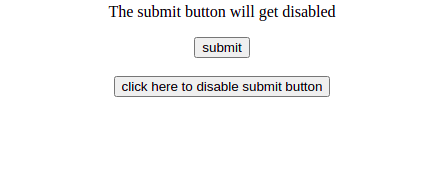 The submit button will get disabled
submit
click here to disable submit button